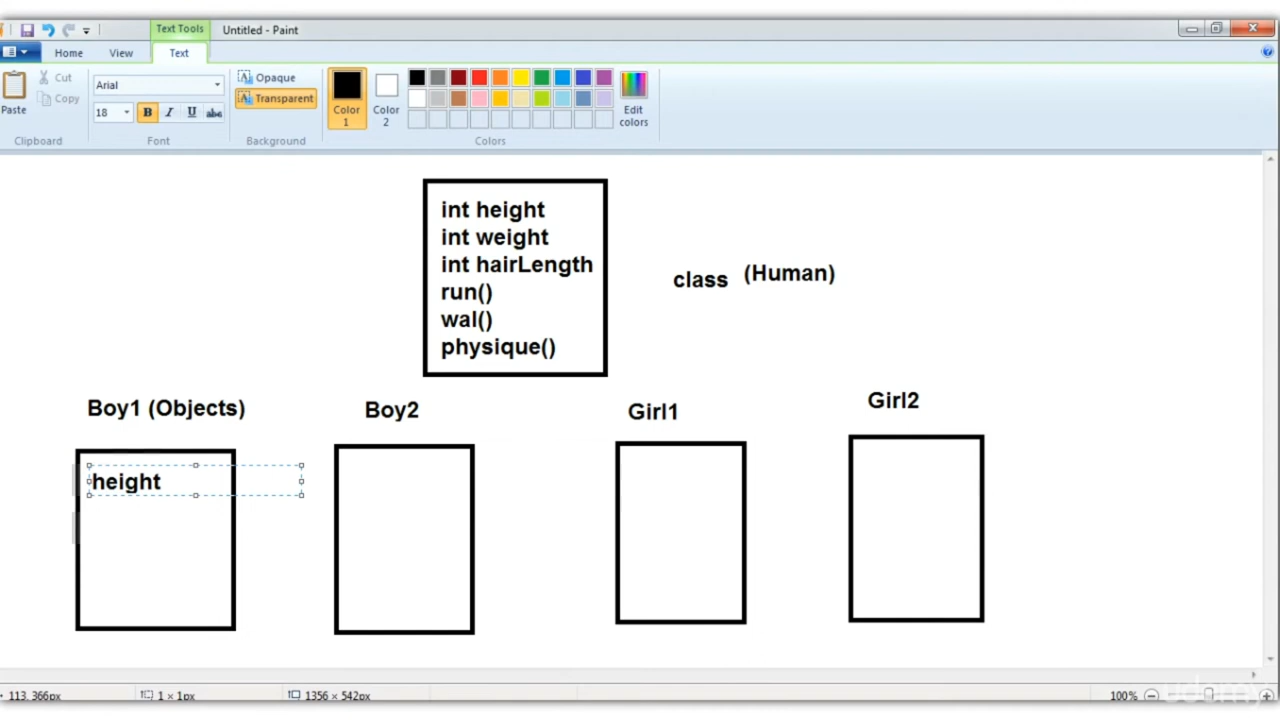 Text Tools
Untitled - Paint
Home
View
Text
Paste
Cut
Copy
Clipboard
Arial
18
B
I
U
abc
Font
Opaque
Transparent
Background
Color 1
Color 2
Edit colors
Colors
int height
int weight
int hairLength
run()
wal()
physique()
class
(Human)
Boy1 (Objects)
Boy2
Girl1
Girl2
height
113, 366px
1 × 1px
1356 × 542px
100%
udemy